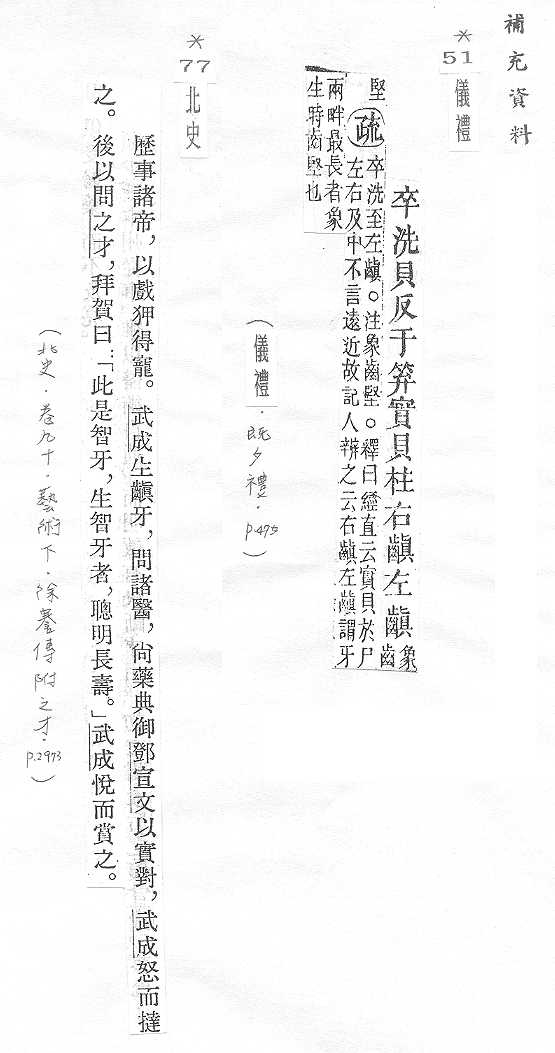 補充資料
*
51
儀禮
卒洗貝反于笲實貝柱右齻左齻象齒
堅
疏
卒洗至左齻○注象齒堅○釋曰經直云實貝於尸
左右及中不言遠近故記人辨之云右齻左齻謂牙
兩畔最長者象
生時齒堅也
(儀禮·既夕禮·p.475)
*
77
北史
歷事諸帝,以戲狎得寵。武成生齻牙,問諸醫,尚藥典御鄧宣文以實對,武成怒而撻
之。後以問之才,拜賀曰:「此是智牙,生智牙者,聰明長壽。」武成悅而賞之。
(北史·卷九十·藝術下·徐謇傳附之才·p.2973)